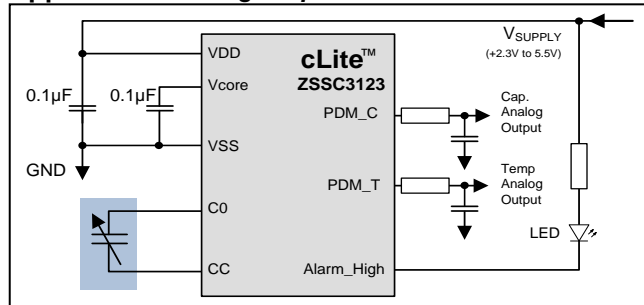 VSUPPLY
(+2.3V to 5.5V)
cLite™
ZSSC3123
VDD
Vcore
0.1µF
0.1µF
PDM_C
Cap.
Analog
Output
VSS
GND
PDM_T
Temp
Analog
Output
C0
LED
CC
Alarm_High